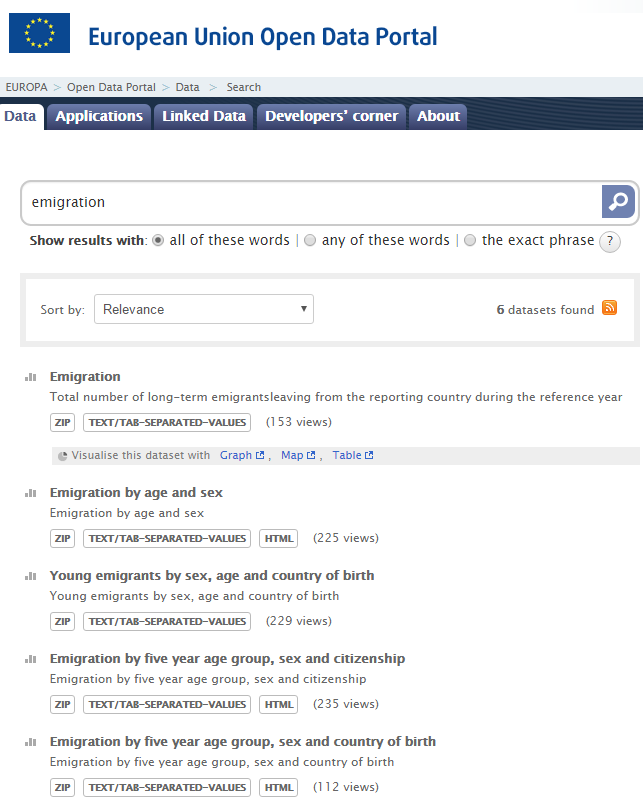 European Union Open Data Portal
EUROPA > Open Data Portal > Data > Search
Data Applications Linked Data Developers' corner About
emigration
Show results with: all of these words | any of these words | the exact phrase ?
Sort by: Relevance 6 datasets found
Emigration
Total number of long-term emigrantsleaving from the reporting country during the reference year
ZIP TEXT/TAB-SEPARATED-VALUES (153 views)
Visualise this dataset with Graph , Map , Table
Emigration by age and sex
Emigration by age and sex
ZIP TEXT/TAB-SEPARATED-VALUES HTML (225 views)
Young emigrants by sex, age and country of birth
Young emigrants by sex, age and country of birth
ZIP TEXT/TAB-SEPARATED-VALUES (229 views)
Emigration by five year age group, sex and citizenship
Emigration by five year age group, sex and citizenship
ZIP TEXT/TAB-SEPARATED-VALUES HTML (235 views)
Emigration by five year age group, sex and country of birth
Emigration by five year age group, sex and country of birth
ZIP TEXT/TAB-SEPARATED-VALUES HTML (112 views)